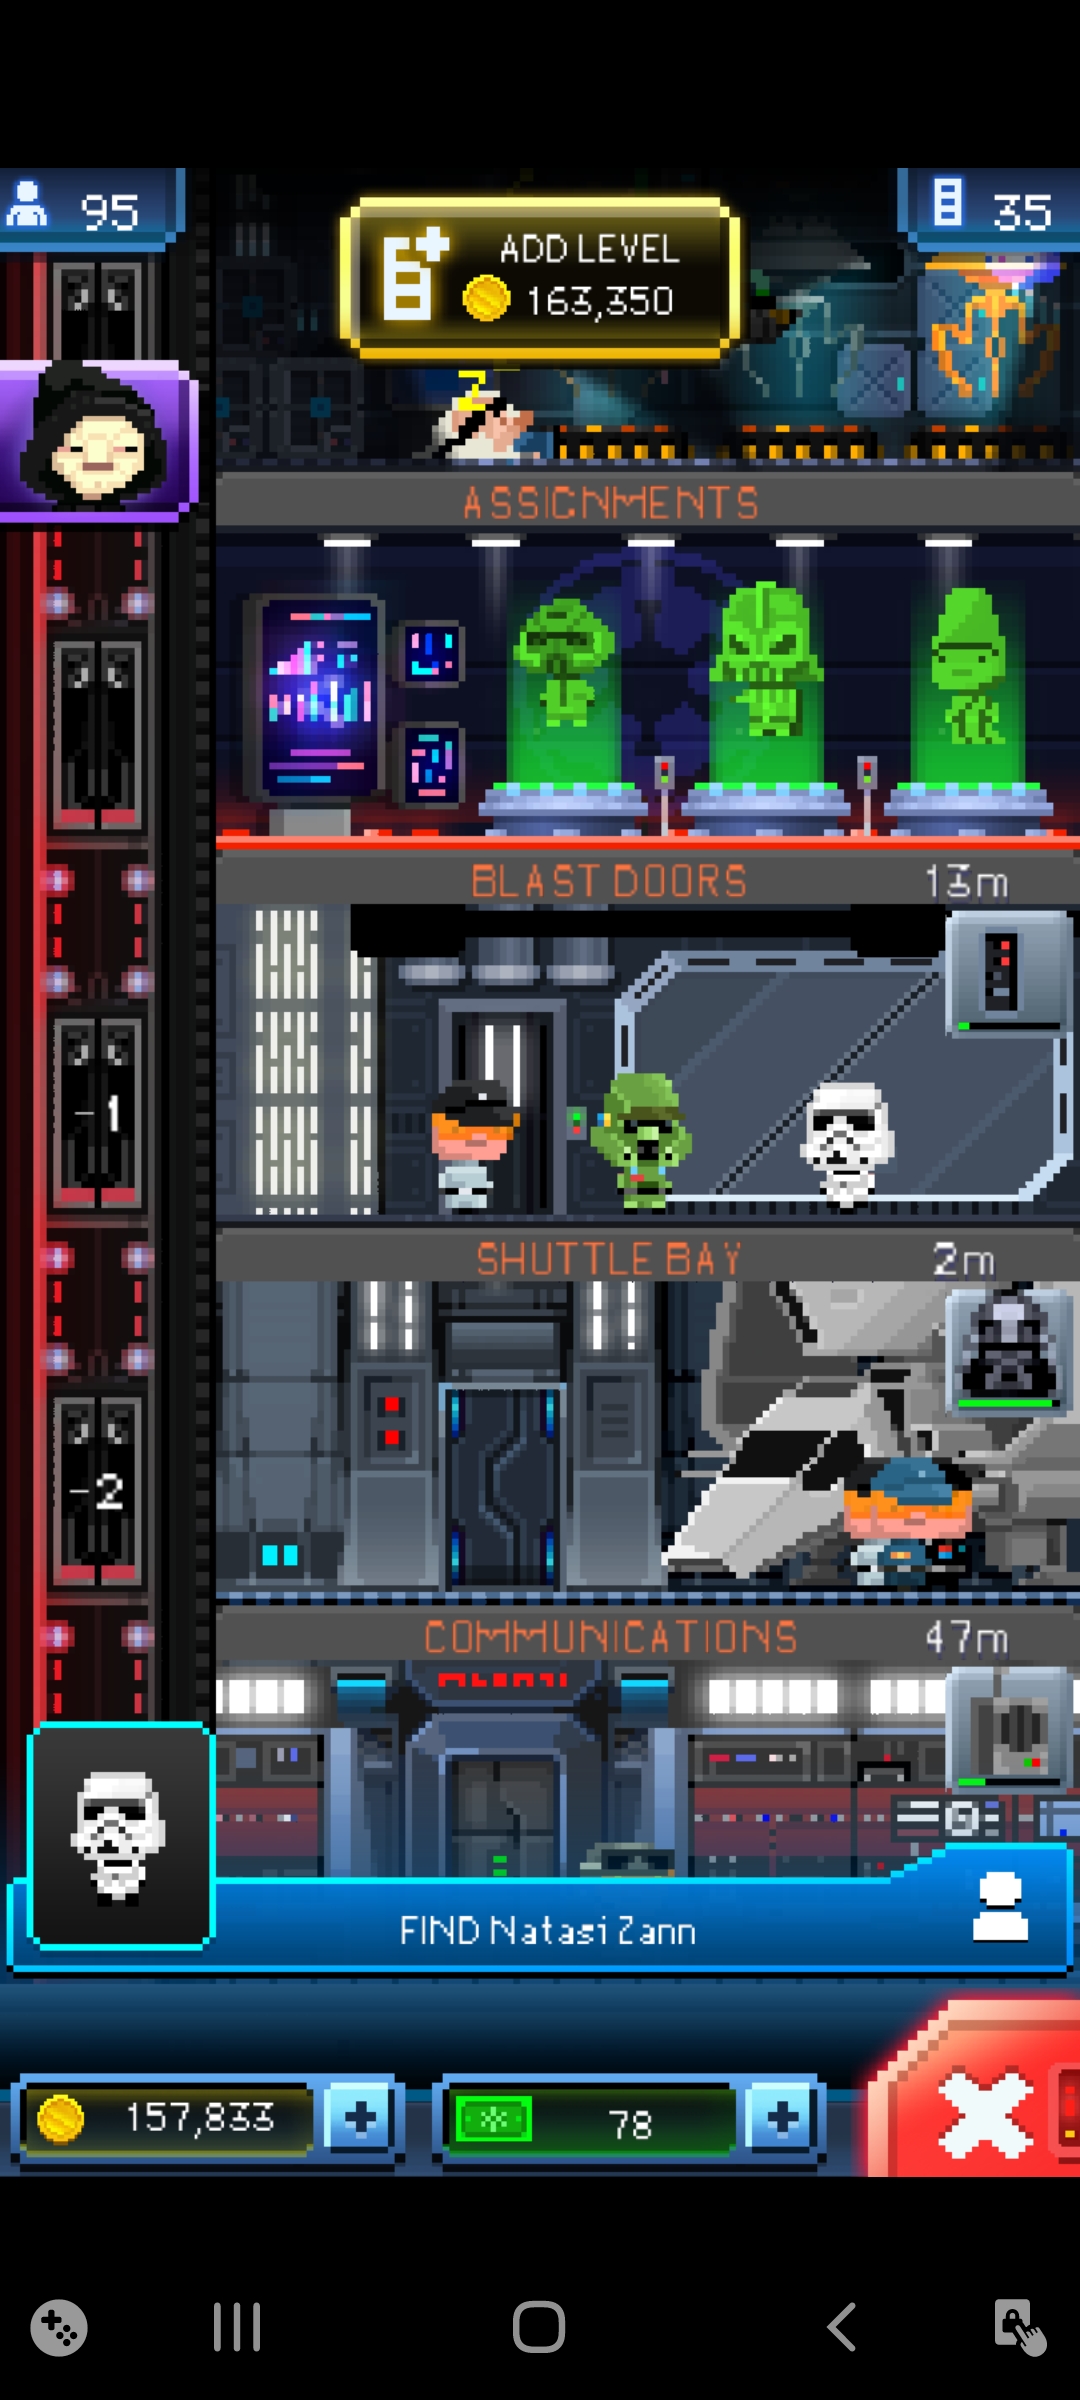 95
ADD LEVEL
163,350
35
ASSIGNMENTS
BLAST DOORS 13m
-1
SHUTTLE BAY 2m
-2
COMMUNICATIONS 47m
FIND Natasi Zann
157,833
78